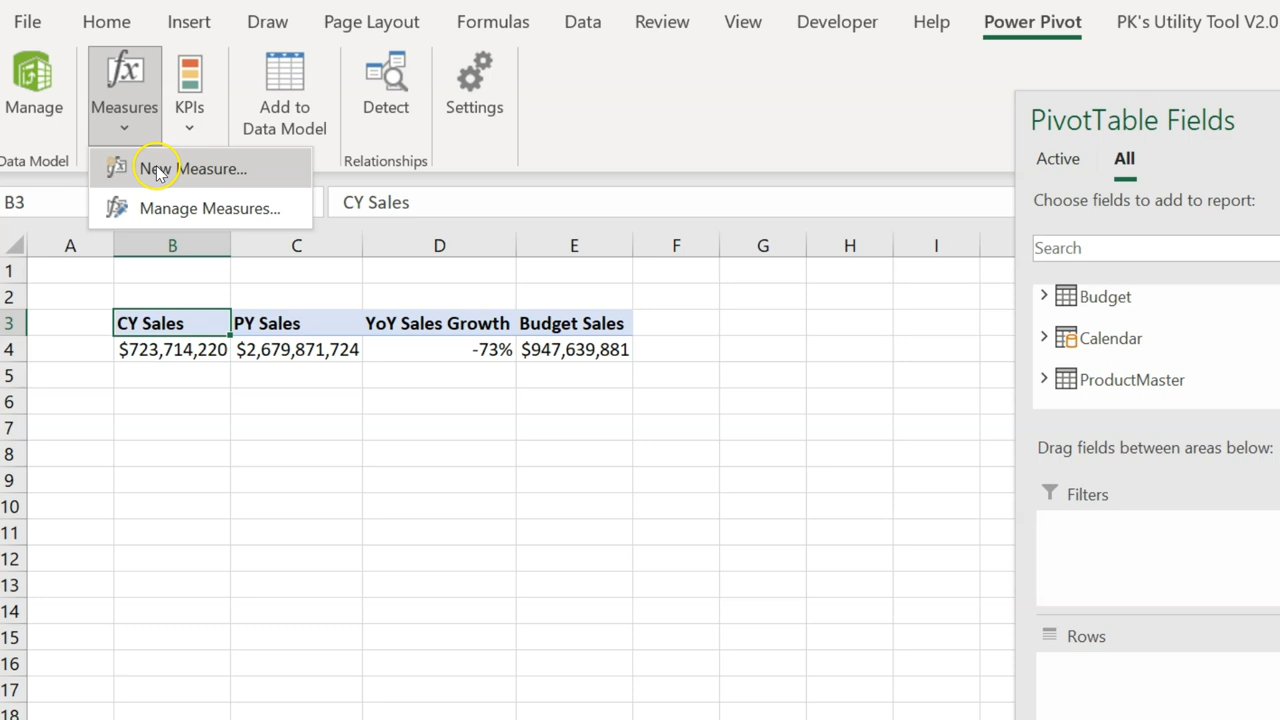 File Home Insert Draw Page Layout Formulas Data Review View Developer Help Power Pivot PK's Utility Tool V2.0
Manage
fx
Measures
KPIs
Add to
Data Model
Detect
Settings
Data Model
Relationships
New Measure...
Manage Measures...
B3
CY Sales
A B C D E F G H I
1
2
3 CY Sales PY Sales YoY Sales Growth Budget Sales
4 $723,714,220 $2,679,871,724 -73% $947,639,881
5
6
7
8
9
10
11
12
13
14
15
16
17
18
PivotTable Fields
Active All
Choose fields to add to report:
Search
Budget
Calendar
ProductMaster
Drag fields between areas below:
Filters
Rows